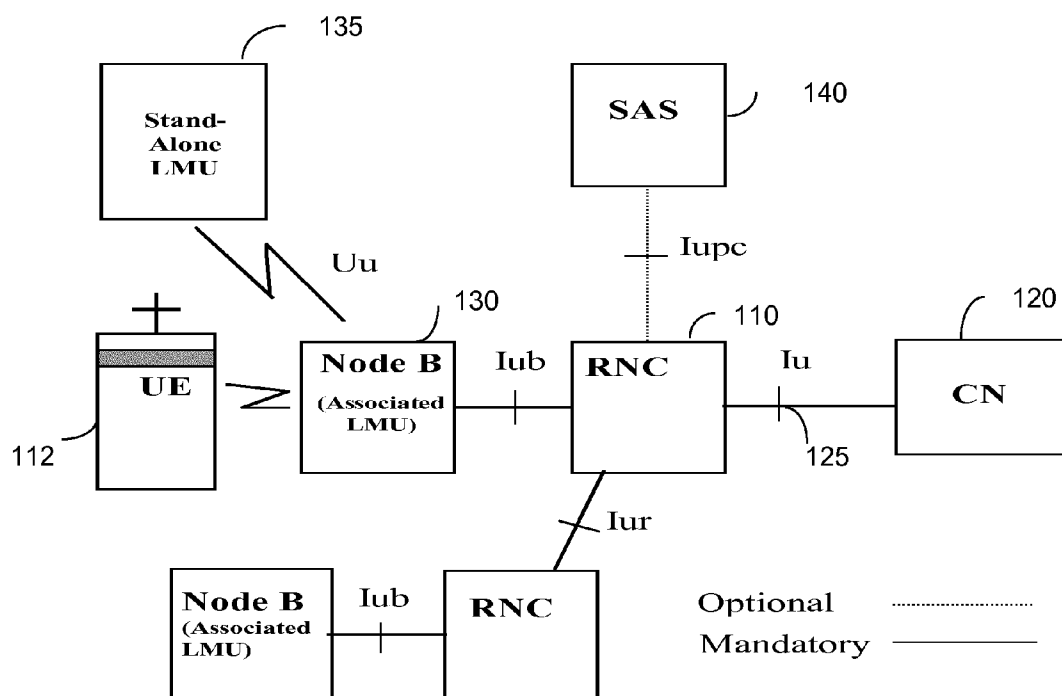 135
Stand-
Alone
LMU
SAS
140
Uu
Iupc
130
110
120
UE
Node B
(Associated
LMU)
Iub
RNC
Iu
CN
112
125
Iur
Node B
(Associated
LMU)
Iub
RNC
Optional
Mandatory